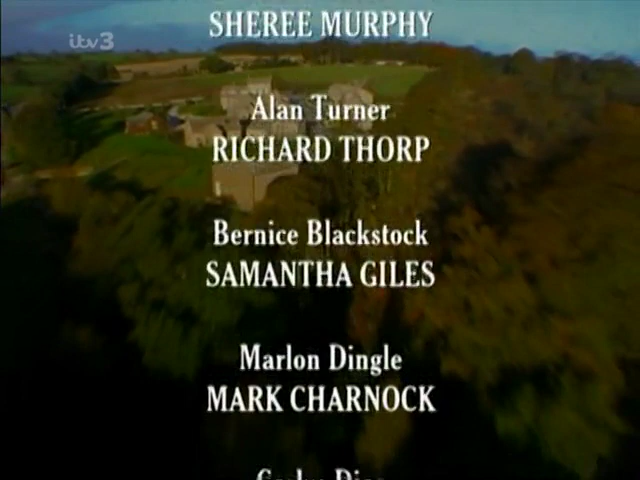 SHEREE MURPHY
itv3
Alan Turner
RICHARD THORP
Bernice Blackstock
SAMANTHA GILES
Marlon Dingle
MARK CHARNOCK